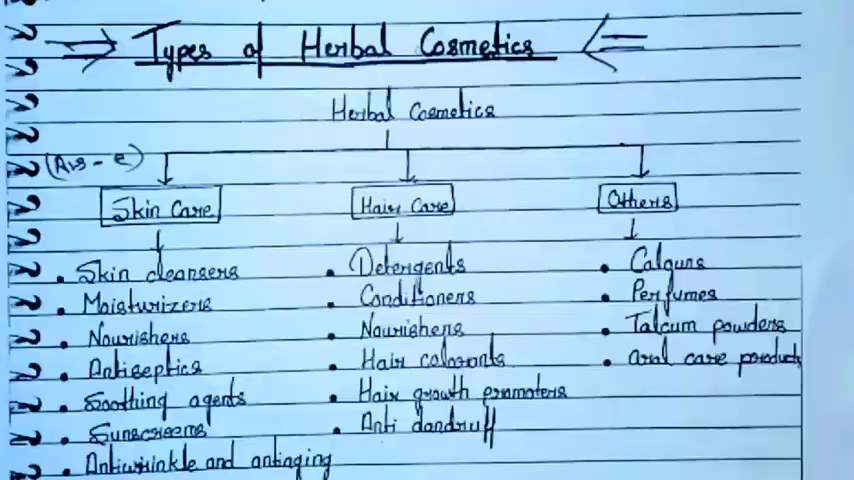 Types of Herbal Cosmetics
Herbal Cosmetics
(Ans - e)
Skin Care
Hair Care
Others
• Skin cleansers
• Moisturizers
• Nourishers
• Antiseptics
• Soothing agents
• Sunscreens
• Antiwrinkle and antiaging
• Detergents
• Conditioners
• Nourishers
• Hair colorants
• Hair growth promoters
• Anti dandruff
• Calguns
• Perfumes
• Talcum powders
• oral care products